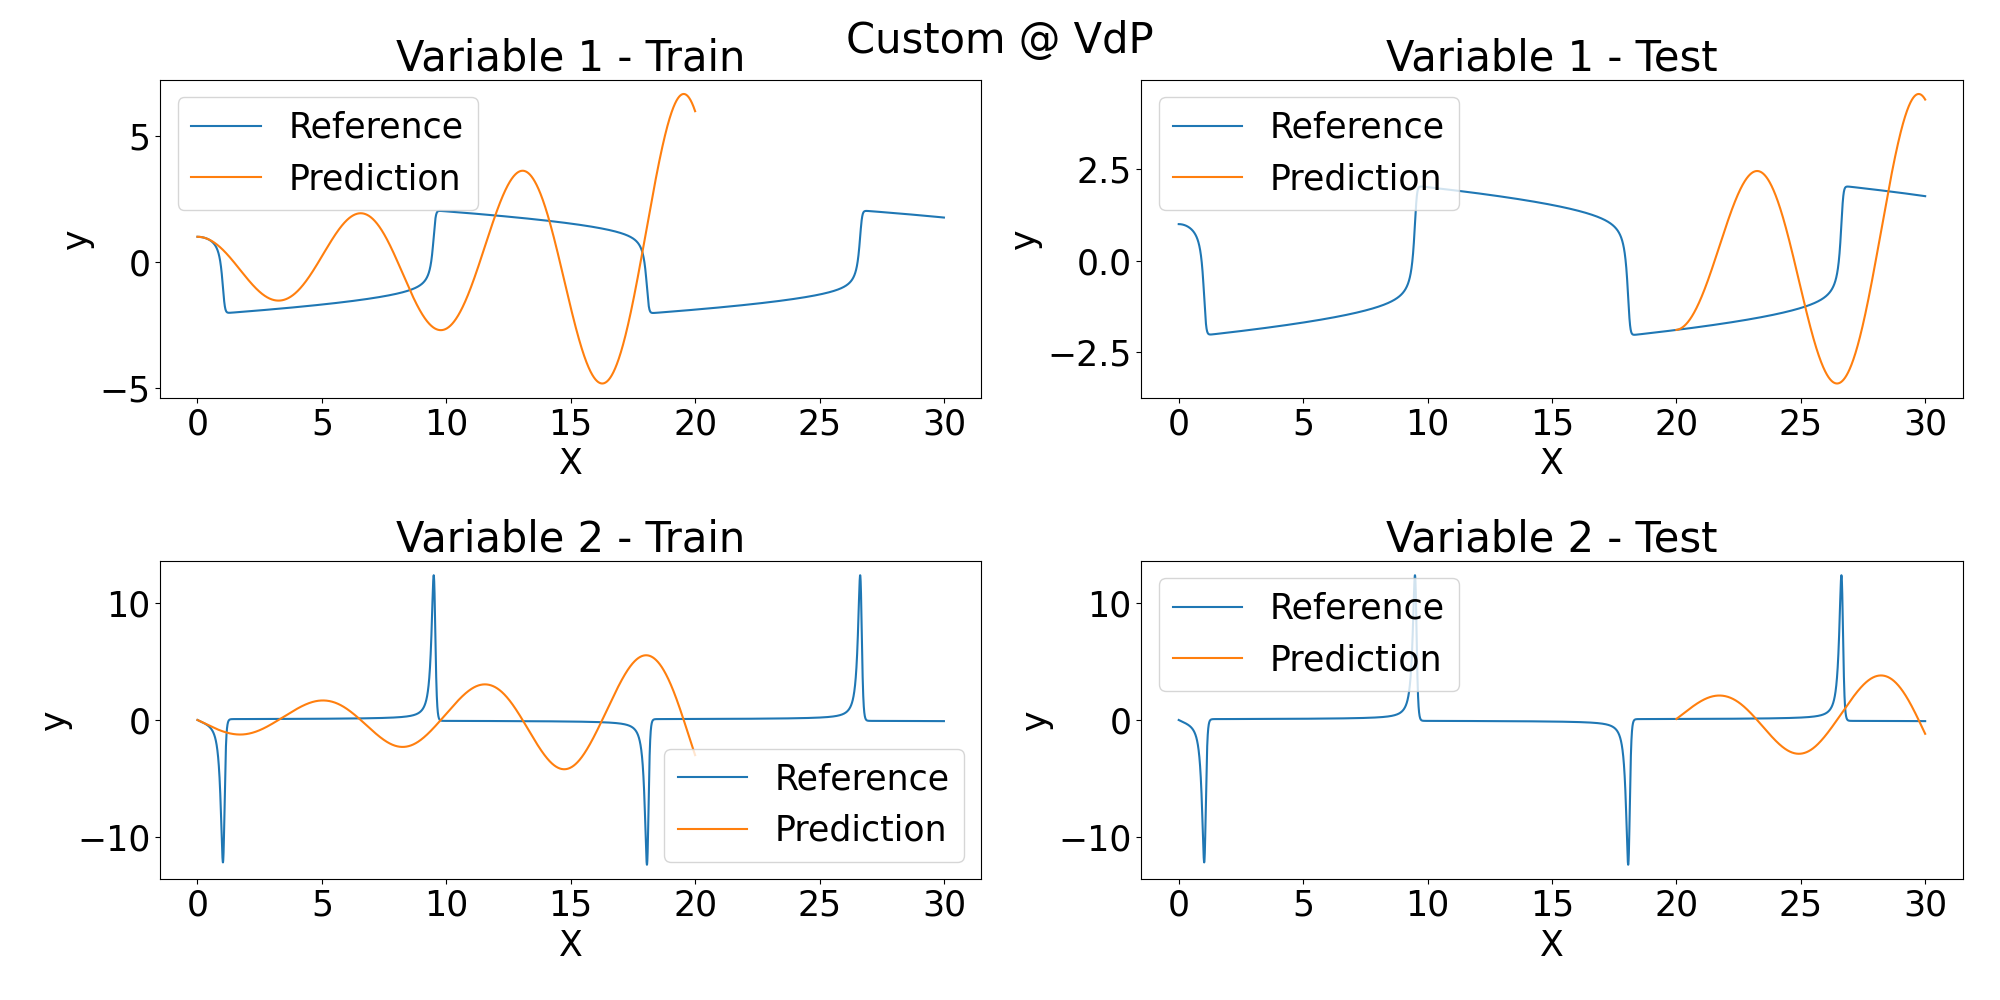 Custom @ VdP
Variable 1 - Train
Reference
Prediction
y
5
0
−5
0 5 10 15 20 25 30
X
Variable 1 - Test
Reference
Prediction
y
2.5
0.0
−2.5
0 5 10 15 20 25 30
X
Variable 2 - Train
y
10
0
−10
Reference
Prediction
0 5 10 15 20 25 30
X
Variable 2 - Test
Reference
Prediction
y
10
0
−10
0 5 10 15 20 25 30
X